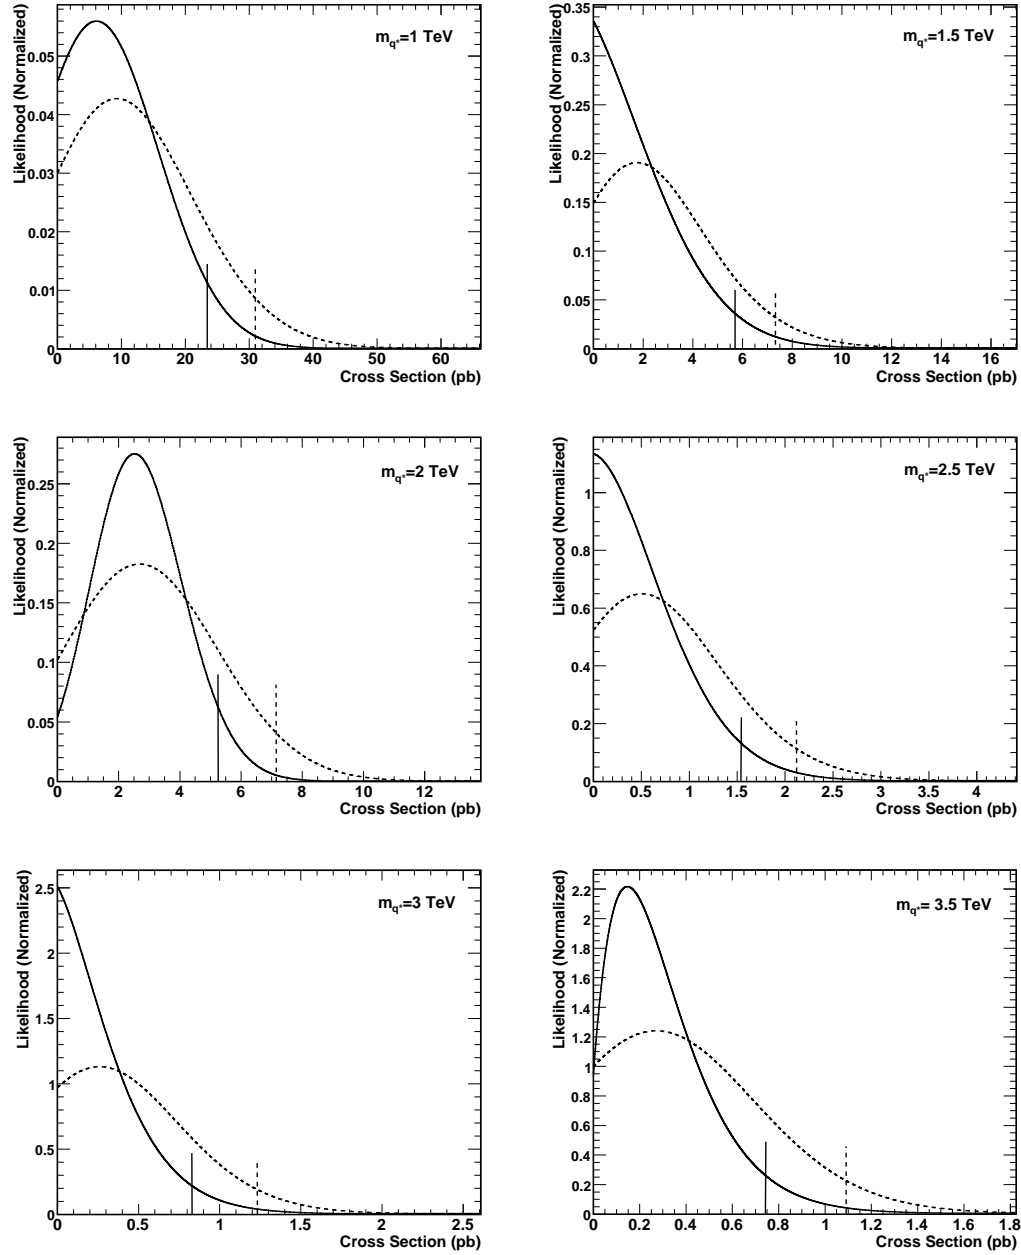 Likelihood (Normalized)
m_q*=1 TeV
0.05
0.04
0.03
0.02
0.01
0
0 10 20 30 40 50 60
Cross Section (pb)
Likelihood (Normalized)
m_q*=1.5 TeV
0.35
0.3
0.25
0.2
0.15
0.1
0.05
0
0 2 4 6 8 10 12 14 16
Cross Section (pb)
Likelihood (Normalized)
m_q*=2 TeV
0.25
0.2
0.15
0.1
0.05
0
0 2 4 6 8 10 12
Cross Section (pb)
Likelihood (Normalized)
m_q*=2.5 TeV
1
0.8
0.6
0.4
0.2
0
0 0.5 1 1.5 2 2.5 3 3.5 4
Cross Section (pb)
Likelihood (Normalized)
m_q*=3 TeV
2.5
2
1.5
1
0.5
0
0 0.5 1 1.5 2 2.5
Cross Section (pb)
Likelihood (Normalized)
m_q*= 3.5 TeV
2.2
2
1.8
1.6
1.4
1.2
1
0.8
0.6
0.4
0.2
0
0 0.2 0.4 0.6 0.8 1 1.2 1.4 1.6 1.8
Cross Section (pb)